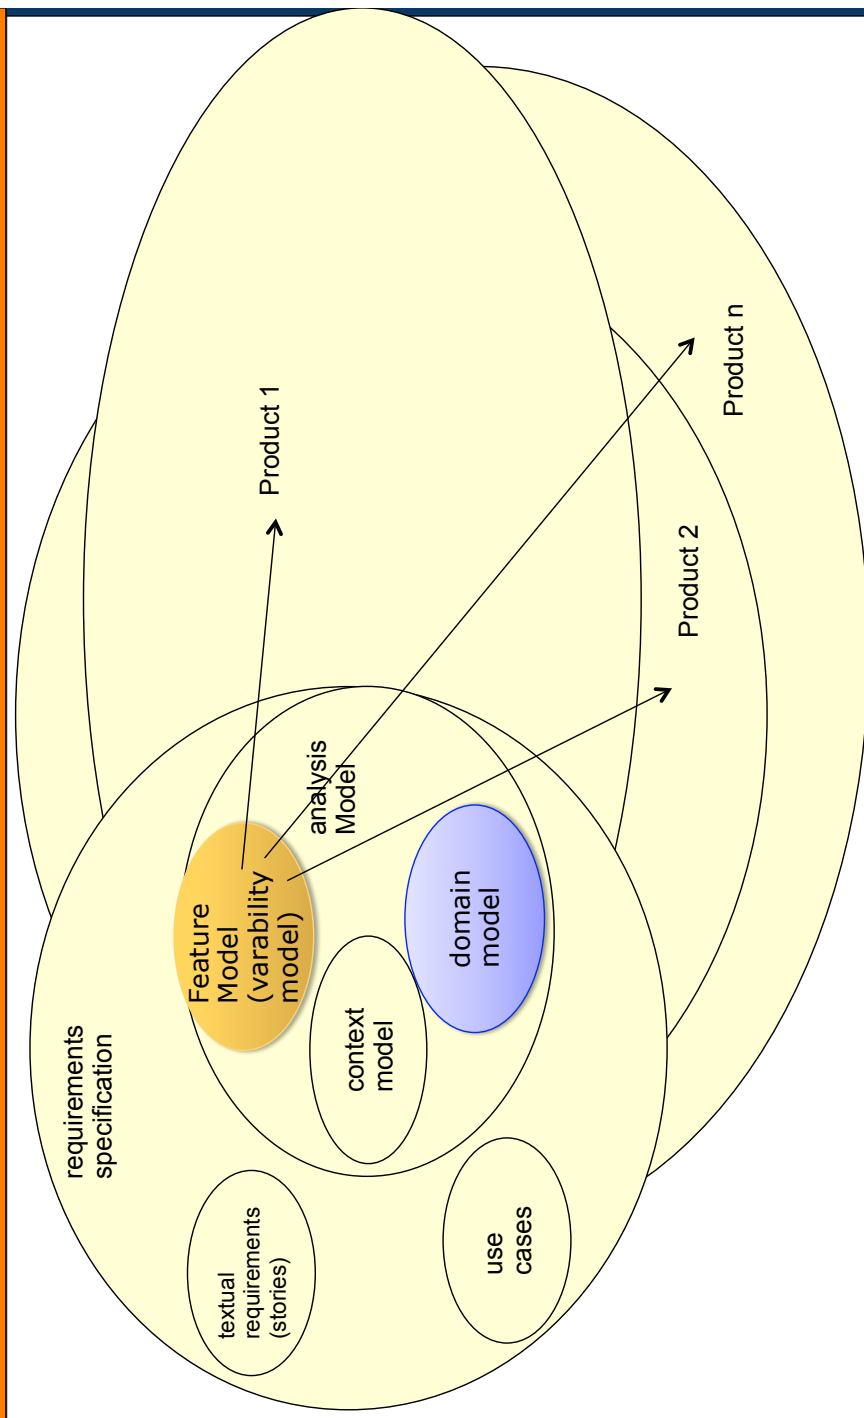 requirements
specification
textual
requirements
(stories)
use
cases
context
model
Feature
Model
(varability
model)
domain
model
analysis
Model
Product 1
Product 2
Product n